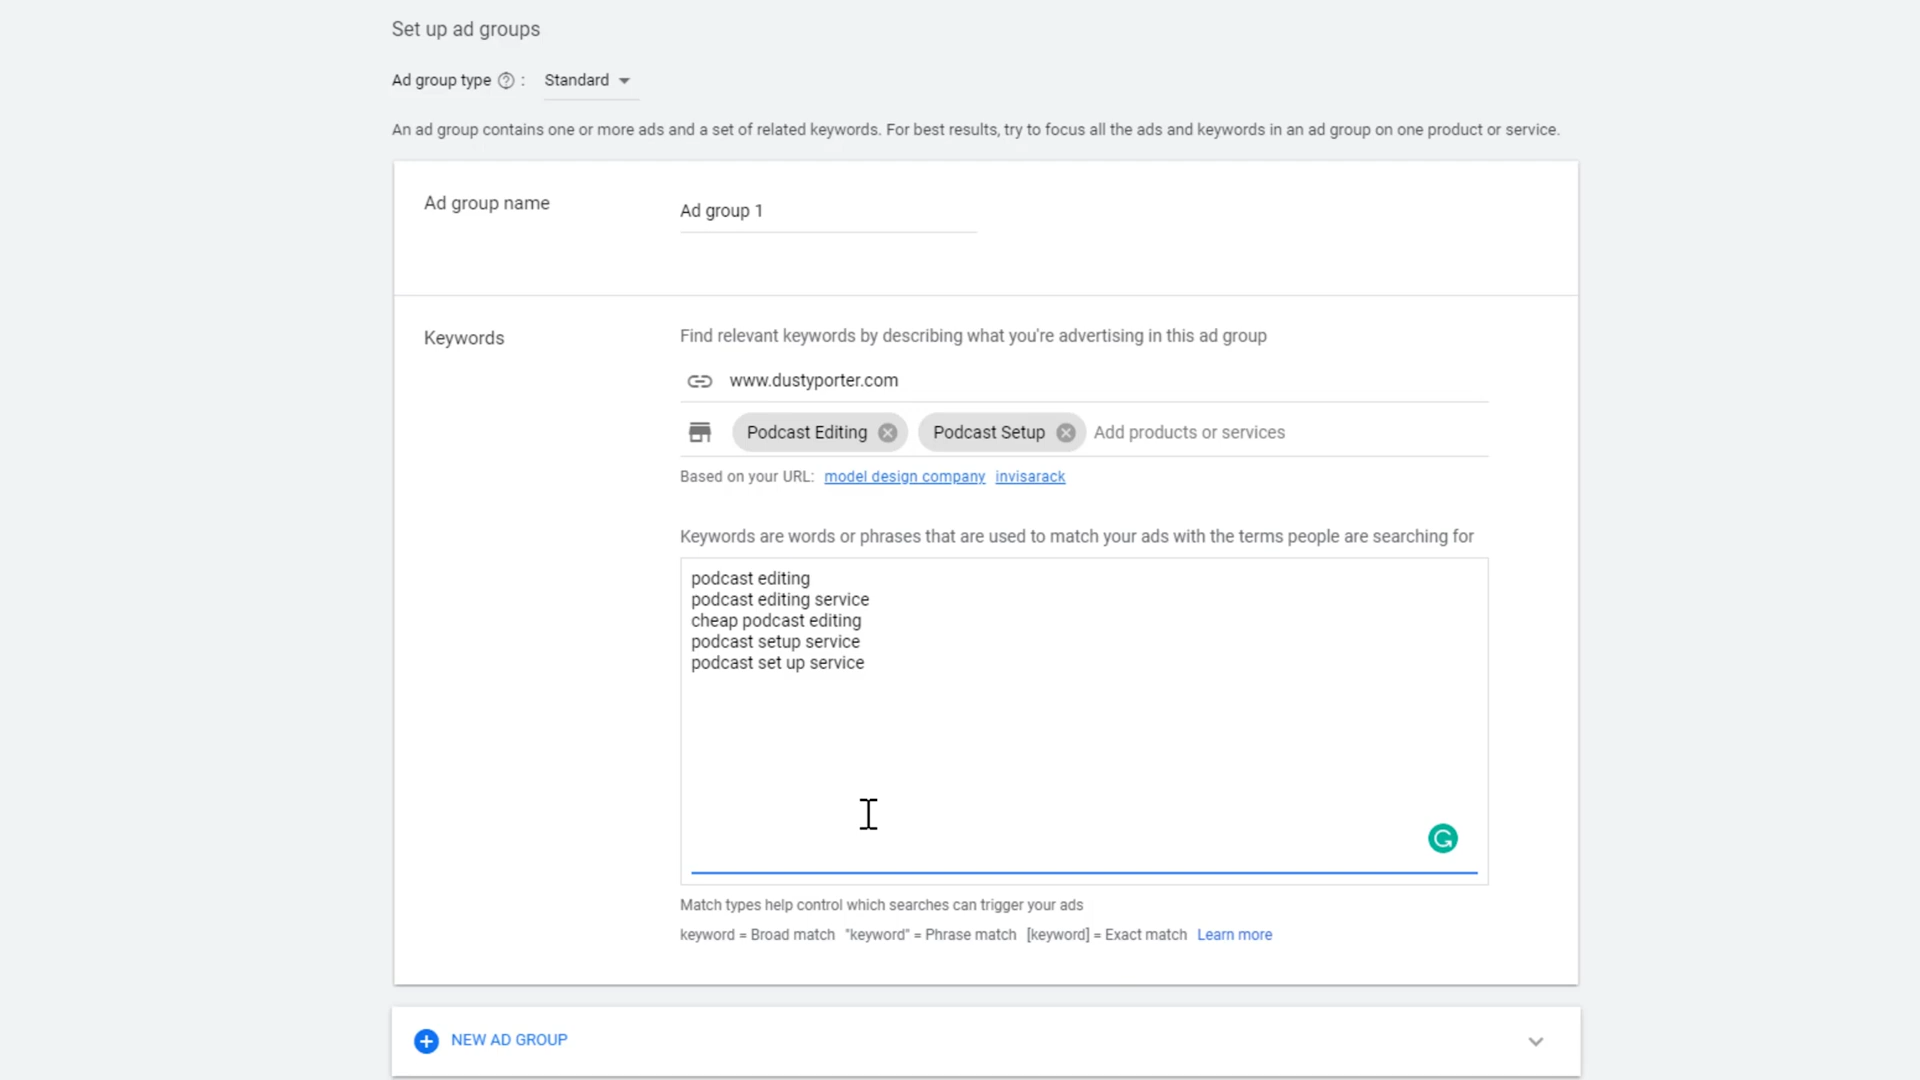 Set up ad groups
Ad group type ? : Standard
An ad group contains one or more ads and a set of related keywords. For best results, try to focus all the ads and keywords in an ad group on one product or service.
Ad group name
Ad group 1
Keywords
Find relevant keywords by describing what you're advertising in this ad group
www.dustyporter.com
Podcast Editing Podcast Setup Add products or services
Based on your URL: model design company invisarack
Keywords are words or phrases that are used to match your ads with the terms people are searching for
podcast editing
podcast editing service
cheap podcast editing
podcast setup service
podcast set up service
Match types help control which searches can trigger your ads
keyword = Broad match "keyword" = Phrase match [keyword] = Exact match Learn more
NEW AD GROUP